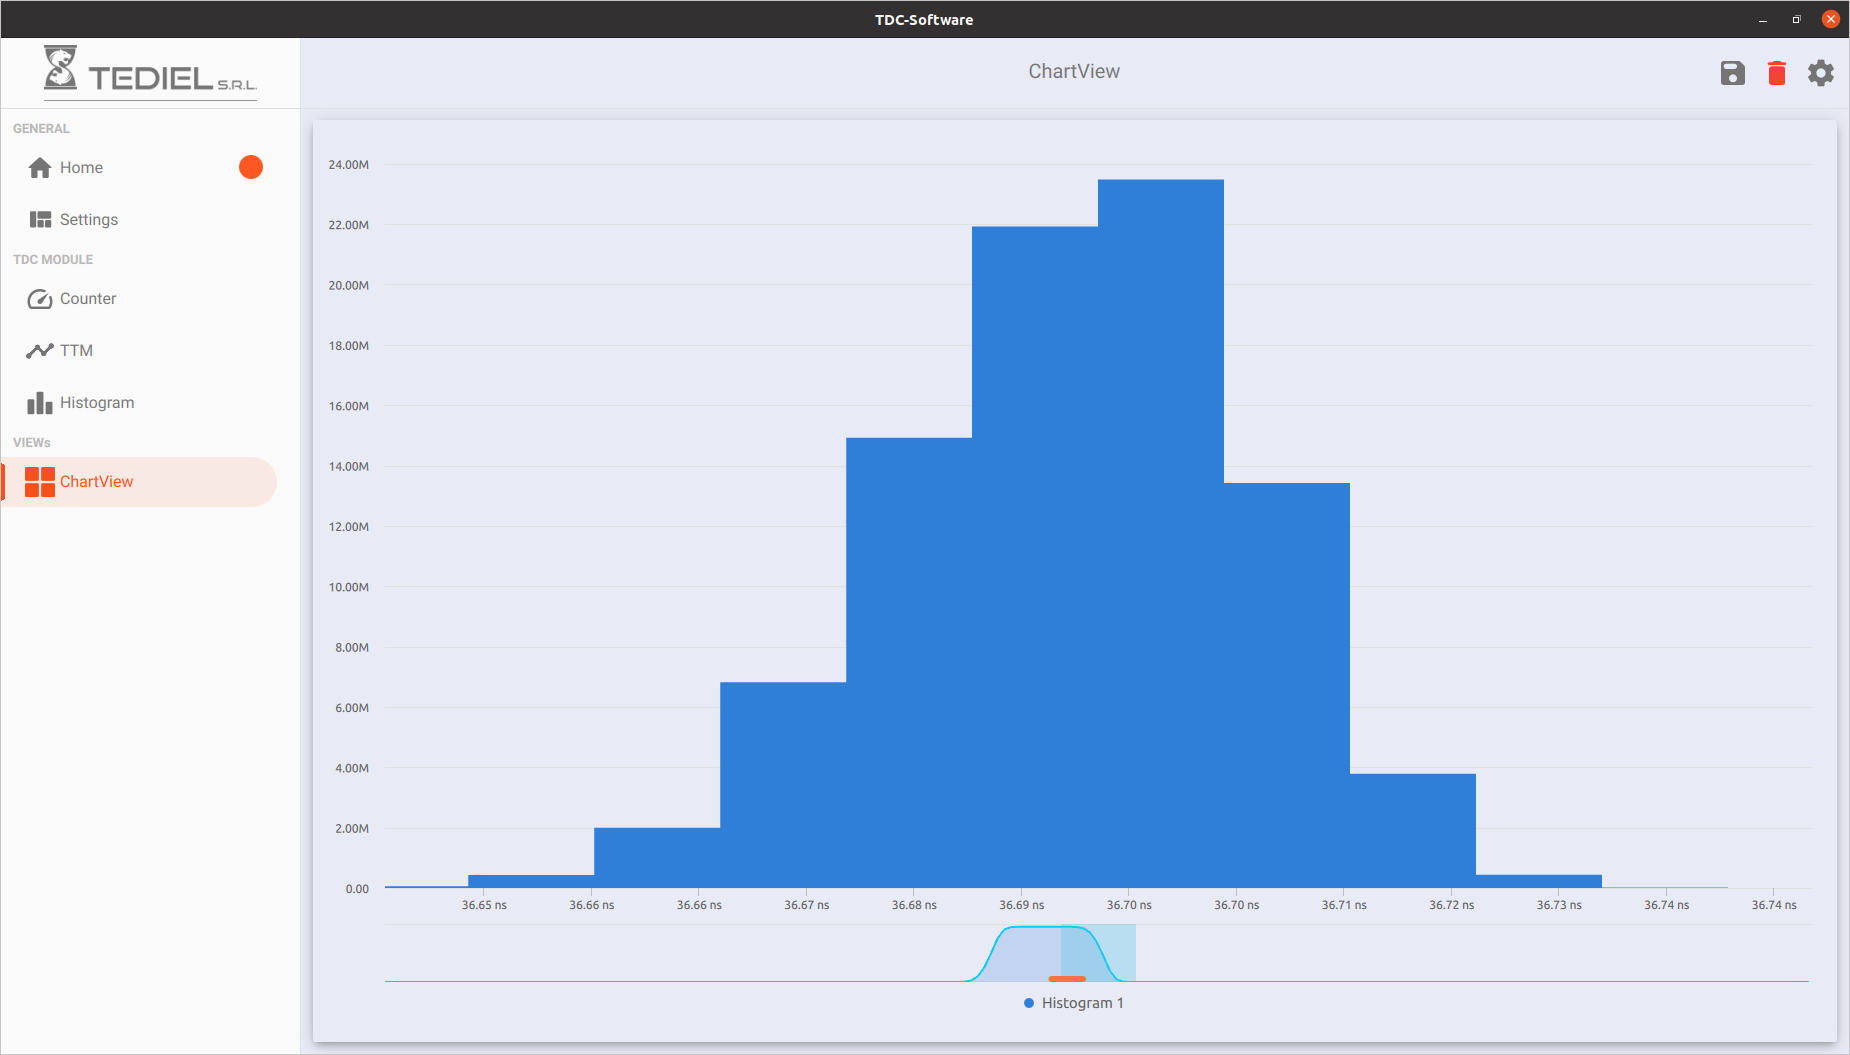 TDC-Software
TEDIEL S.R.L.
ChartView
GENERAL
Home
Settings
TDC MODULE
Counter
TTM
Histogram
VIEWs
ChartView
24.00M
22.00M
20.00M
18.00M
16.00M
14.00M
12.00M
10.00M
8.00M
6.00M
4.00M
2.00M
0.00
36.65 ns 36.66 ns 36.66 ns 36.67 ns 36.68 ns 36.69 ns 36.70 ns 36.70 ns 36.71 ns 36.72 ns 36.73 ns 36.74 ns 36.74 ns
Histogram 1